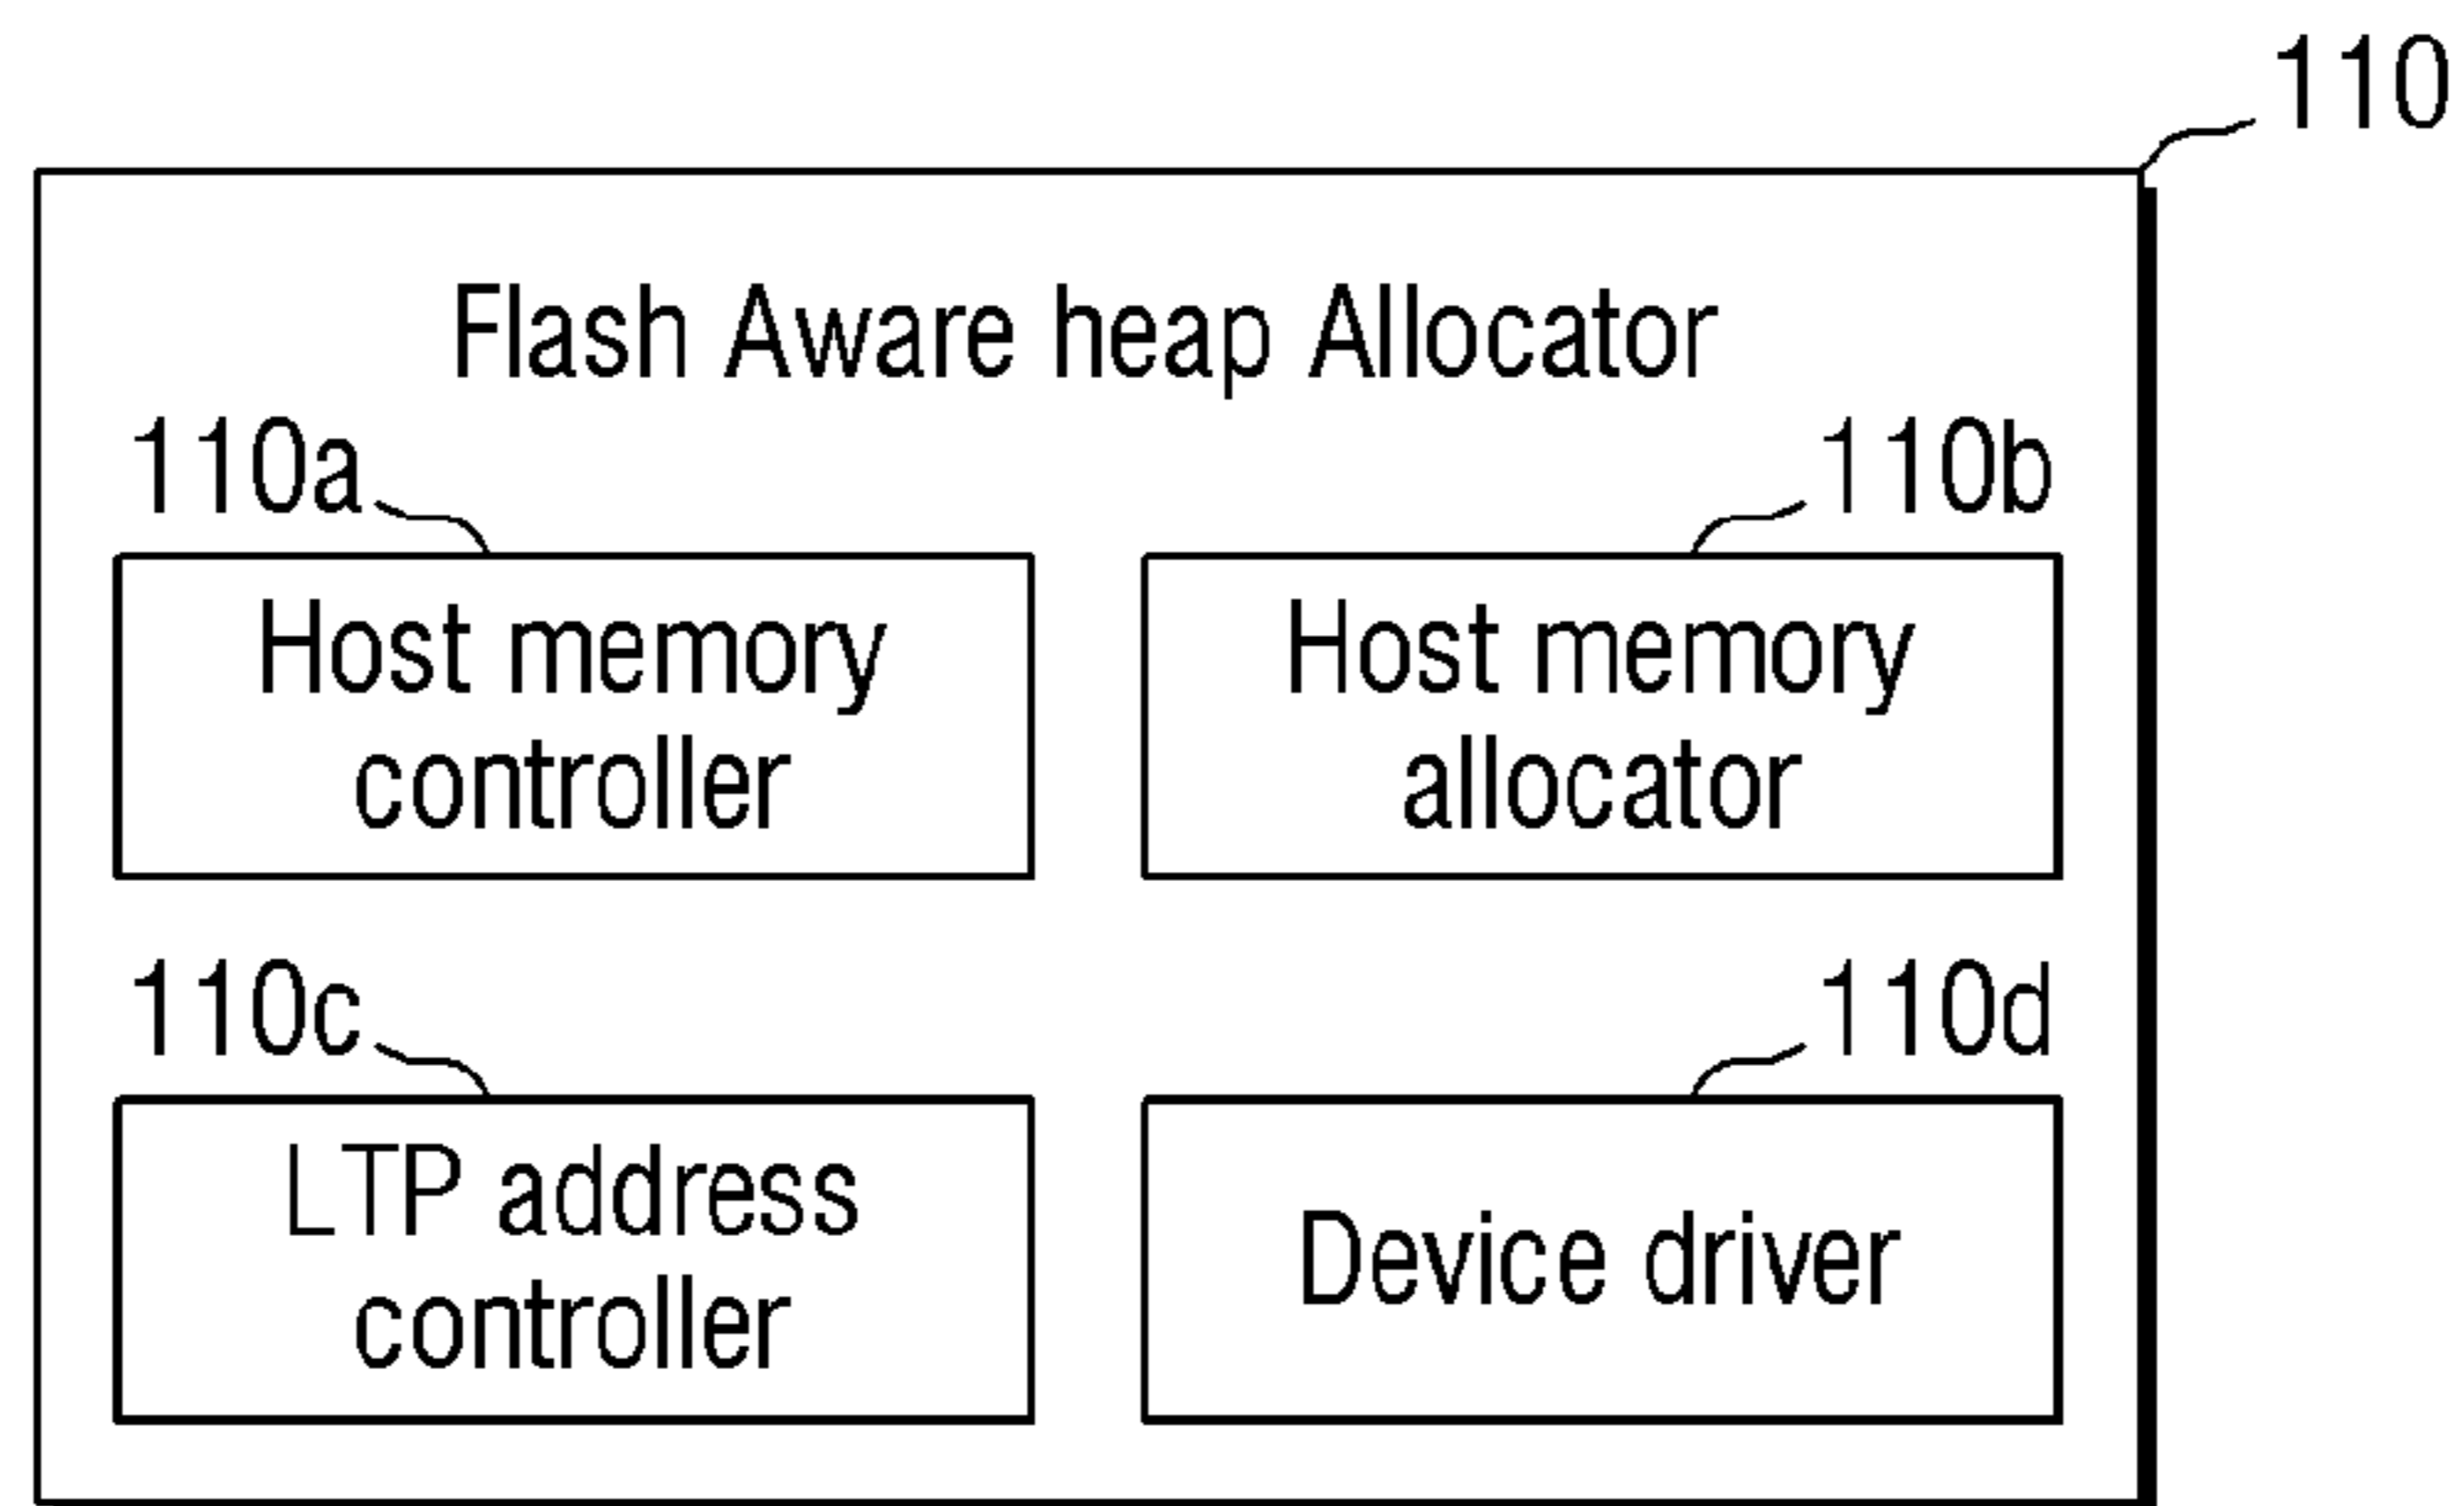 110
Flash Aware heap Allocator
110a
110b
Host memory
controller
Host memory
allocator
110c
110d
LTP address
controller
Device driver